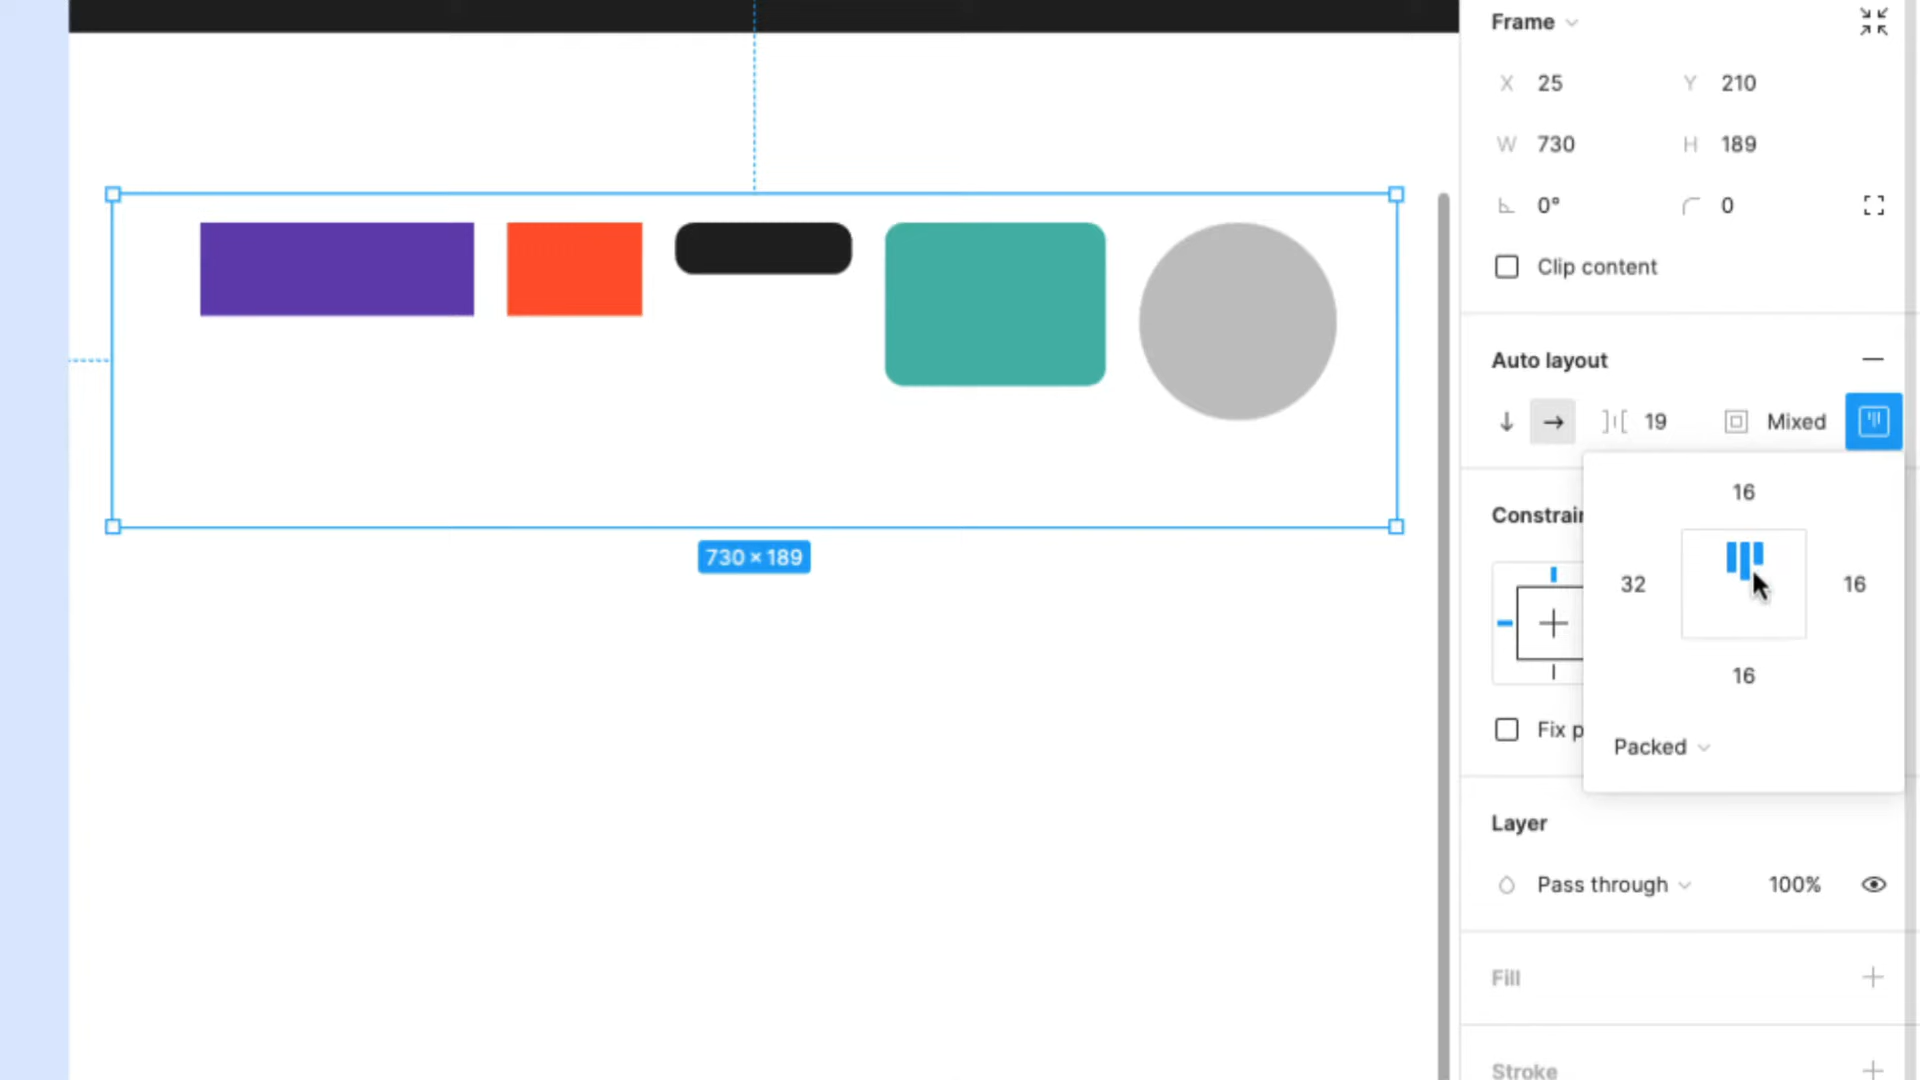 Frame
X 25 Y 210
W 730 H 189
0° 0
Clip content
Auto layout
19 Mixed
16
Constrain
32 16
16
Fix p
Packed
730 × 189
Layer
Pass through 100%
Fill
Stroke